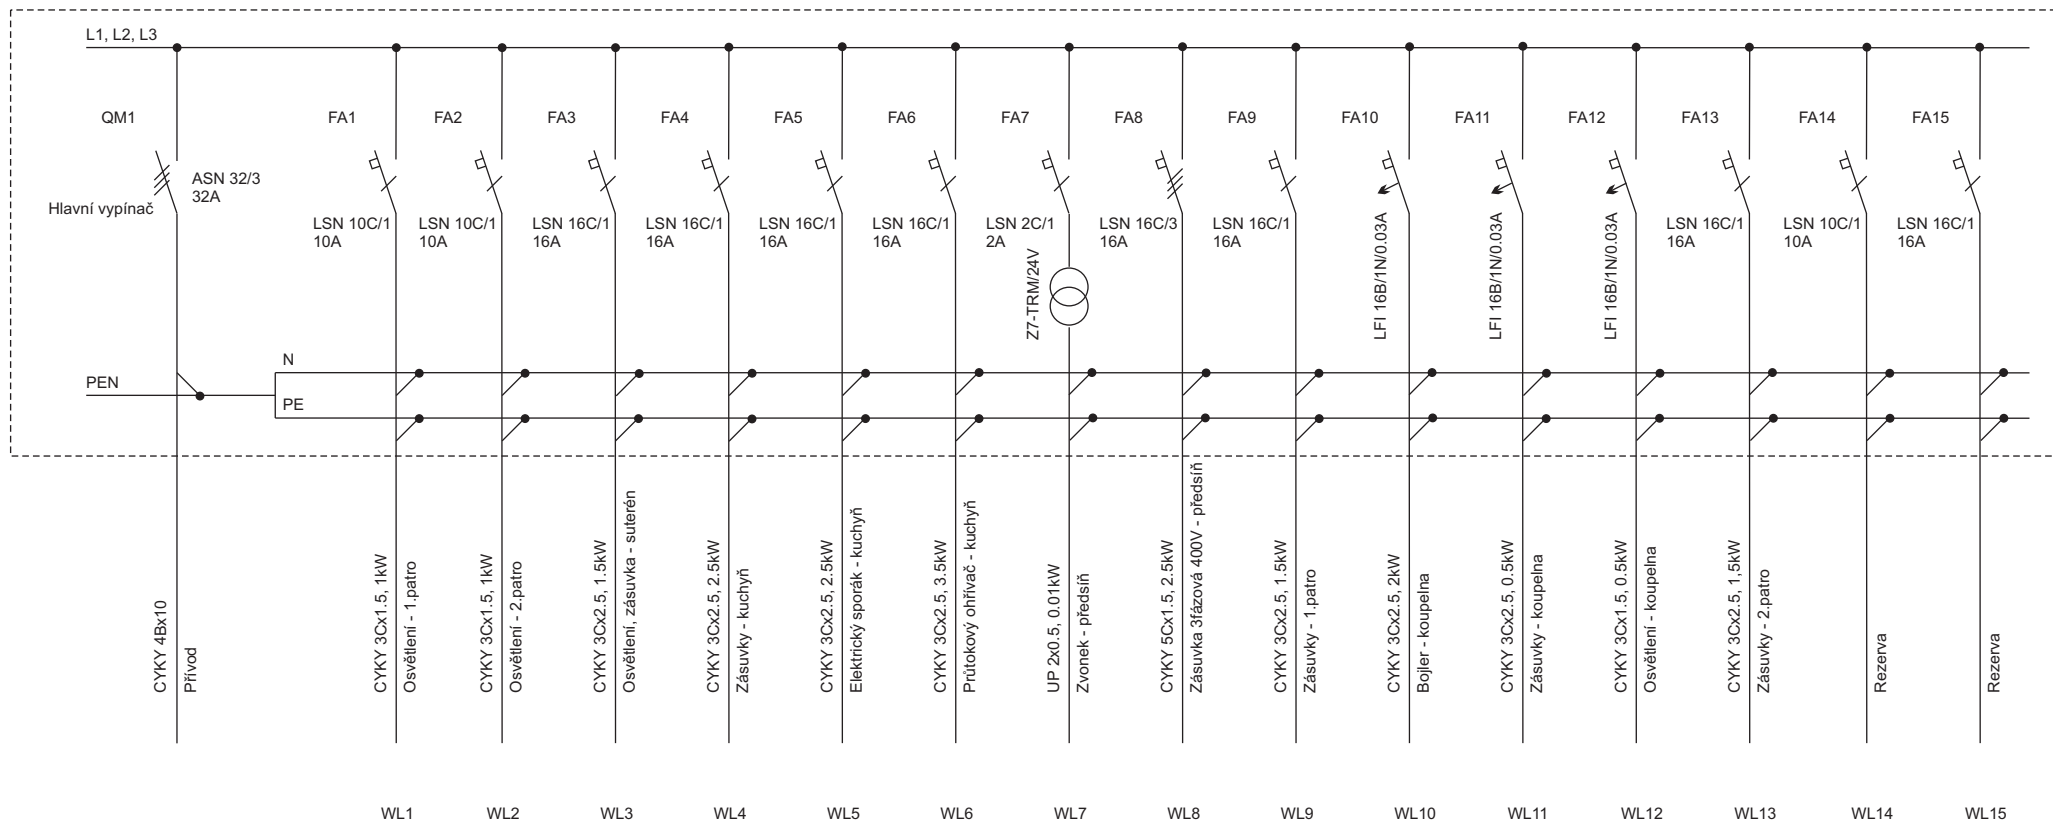 L1, L2, L3
QM1
FA1
FA2
FA3
FA4
FA5
FA6
FA7
FA8
FA9
FA10
FA11
FA12
FA13
FA14
FA15
Hlavní vypínač
ASN 32/3
32A
LSN 10C/1
10A
LSN 10C/1
10A
LSN 16C/1
16A
LSN 16C/1
16A
LSN 16C/1
16A
LSN 16C/1
16A
LSN 2C/1
2A
Z7-TRM/24V
LSN 16C/3
16A
LSN 16C/1
16A
LFI 16B/1N/0.03A
LFI 16B/1N/0.03A
LFI 16B/1N/0.03A
LSN 16C/1
16A
LSN 10C/1
10A
LSN 16C/1
16A
PEN
N
PE
CYKY 4Bx10
Přívod
CYKY 3Cx1.5, 1kW
Osvětlení - 1.patro
CYKY 3Cx1.5, 1kW
Osvětlení - 2.patro
CYKY 3Cx2.5, 1.5kW
Osvětlení, zásuvka - suterén
CYKY 3Cx2.5, 2.5kW
Zásuvky - kuchyň
CYKY 3Cx2.5, 2.5kW
Elektrický sporák - kuchyň
CYKY 3Cx2.5, 3.5kW
Průtokový ohřívač - kuchyň
UP 2x0.5, 0.01kW
Zvonek - předsíň
CYKY 5Cx1.5, 2.5kW
Zásuvka 3fázová 400V - předsíň
CYKY 3Cx2.5, 1.5kW
Zásuvky - 1.patro
CYKY 3Cx2.5, 2kW
Bojler - koupelna
CYKY 3Cx2.5, 0.5kW
Zásuvky - koupelna
CYKY 3Cx1.5, 0.5kW
Osvětlení - koupelna
CYKY 3Cx2.5, 1,5kW
Zásuvky - 2.patro
Rezerva
Rezerva
WL1
WL2
WL3
WL4
WL5
WL6
WL7
WL8
WL9
WL10
WL11
WL12
WL13
WL14
WL15